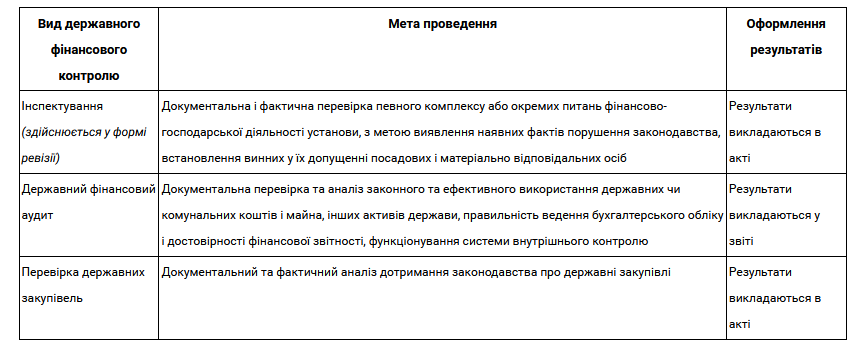 Вид державного
фінансового
контролю
Мета проведення
Оформлення
результатів
Інспектування
(здійснюється у формі
ревізії)
Документальна і фактична перевірка певного комплексу або окремих питань фінансово-
господарської діяльності установи, з метою виявлення наявних фактів порушення законодавства,
встановлення винних у їх допущенні посадових і матеріально відповідальних осіб
Результати
викладаються в
акті
Державний фінансовий
аудит
Документальна перевірка та аналіз законного та ефективного використання державних чи
комунальних коштів і майна, інших активів держави, правильність ведення бухгалтерського обліку
і достовірності фінансової звітності, функціонування системи внутрішнього контролю
Результати
викладаються у
звіті
Перевірка державних
закупівель
Документальний та фактичний аналіз дотримання законодавства про державні закупівлі
Результати
викладаються в
акті